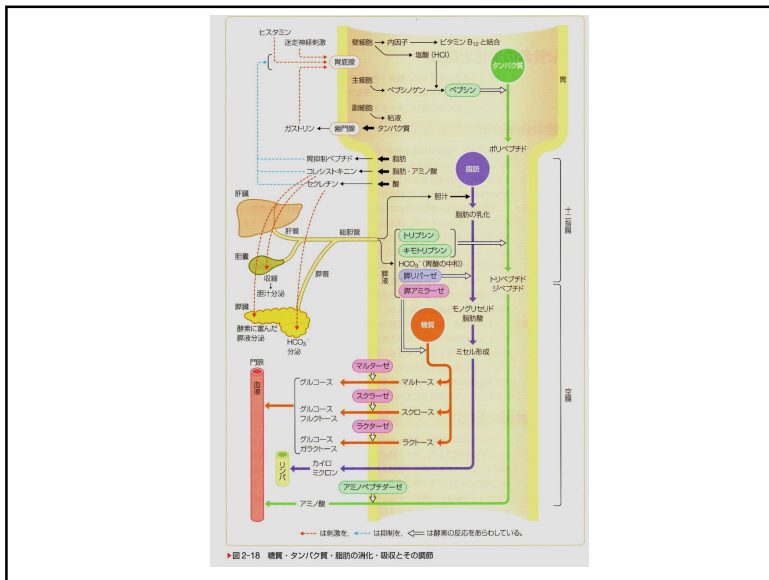 ヒスタミン
迷走神経刺激
胃底腺
壁細胞
内因子
ビタミンB12と結合
塩酸(HCl)
タンパク質
胃
主細胞
ペプシノゲン
ペプシン
副細胞
粘液
ガストリン
幽門腺
タンパク質
ポリペプチド
胃抑制ペプチド
脂肪
コレシストキニン
脂肪・アミノ酸
セクレチン
酸
脂肪
肝臓
胆汁
十二指腸
肝管
総胆管
脂肪の乳化
トリプシン
キモトリプシン
胆嚢
収縮
胆汁分泌
膵管
膵液
HCO3-(胃酸の中和)
膵リパーゼ
膵アミラーゼ
トリペプチド
ジペプチド
膵臓
酵素に富んだ
膵液分泌
HCO3-
分泌
モノグリセリド
脂肪酸
糖質
ミセル形成
空腸
門脈
血液
マルターゼ
グルコース
マルトース
スクラーゼ
グルコース
フルクトース
スクロース
ラクターゼ
グルコース
ガラクトース
ラクトース
リンパ
カイロ
ミクロン
アミノペプチダーゼ
アミノ酸
は刺激を、 は抑制を、 は酵素の反応をあらわしている。
▶図2-18 糖質・タンパク質・脂肪の消化・吸収とその調節